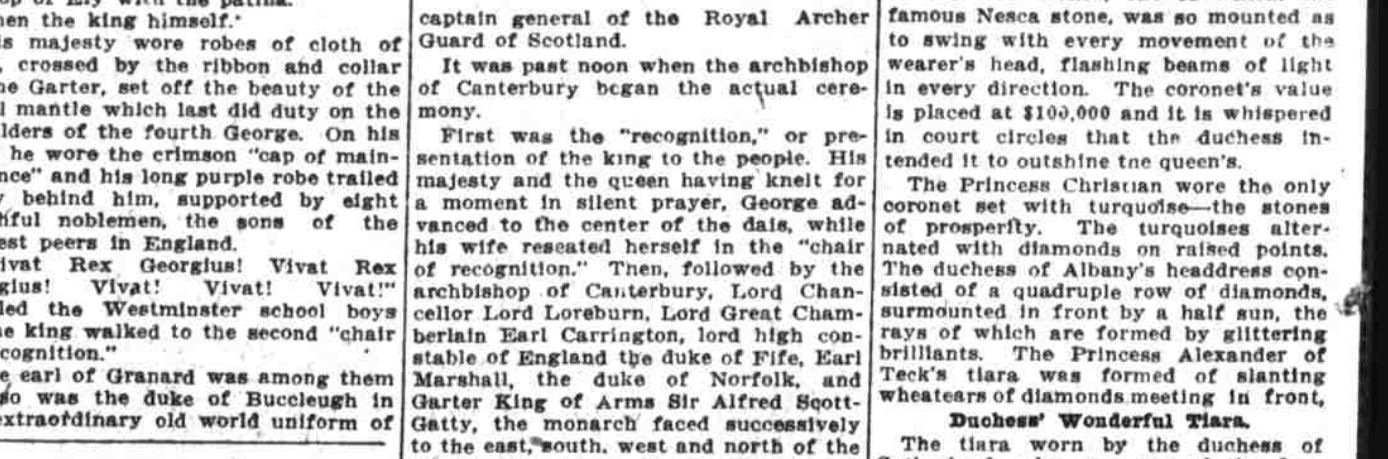 hen the king himself.
s majesty wore robes of cloth of
, crossed by the ribbon and collar
he Garter, set off the beauty of the
l mantle which last did duty on the
lders of the fourth George. On his
he wore the crimson "cap of main-
nce" and his long purple robe trailed
y behind him, supported by eight
hful noblemen, the sons of the
est peers in England.
ivat Rex Georgius! Vivat Rex
gius! Vivat! Vivat! Vivat!"
led the Westminster school boys
he king walked to the second "chair
cognition."
e earl of Granard was among them
so was the duke of Buccleugh in
extraordinary old world uniform of
captain general of the Royal Archer
Guard of Scotland.
It was past noon when the archbishop
of Canterbury began the actual cere-
mony.
First was the "recognition," or pre-
sentation of the king to the people. His
majesty and the queen having knelt for
a moment in silent prayer, George ad-
vanced to the center of the dais, while
his wife reseated herself in the "chair
of recognition." Then, followed by the
archbishop of Canterbury, Lord Chan-
cellor Lord Loreburn, Lord Great Cham-
berlain Earl Carrington, lord high con-
stable of England the duke of Fife, Earl
Marshall, the duke of Norfolk, and
Garter King of Arms Sir Alfred Scott-
Gatty, the monarch faced successively
to the east, south, west and north of the
famous Nesca stone, was so mounted as
to swing with every movement of the
wearer's head, flashing beams of light
in every direction. The coronet's value
is placed at $100,000 and it is whispered
in court circles that the duchess in-
tended it to outshine tne queen's.
The Princess Christian wore the only
coronet set with turquoise—the stones
of prosperity. The turquoises alter-
nated with diamonds on raised points.
The duchess of Albany's headdress con-
sisted of a quadruple row of diamonds,
surmounted in front by a half sun, the
rays of which are formed by glittering
brilliants. The Princess Alexander of
Teck's tiara was formed of slanting
wheatears of diamonds meeting in front,
Duchess' Wonderful Tiara.
The tiara worn by the duchess of